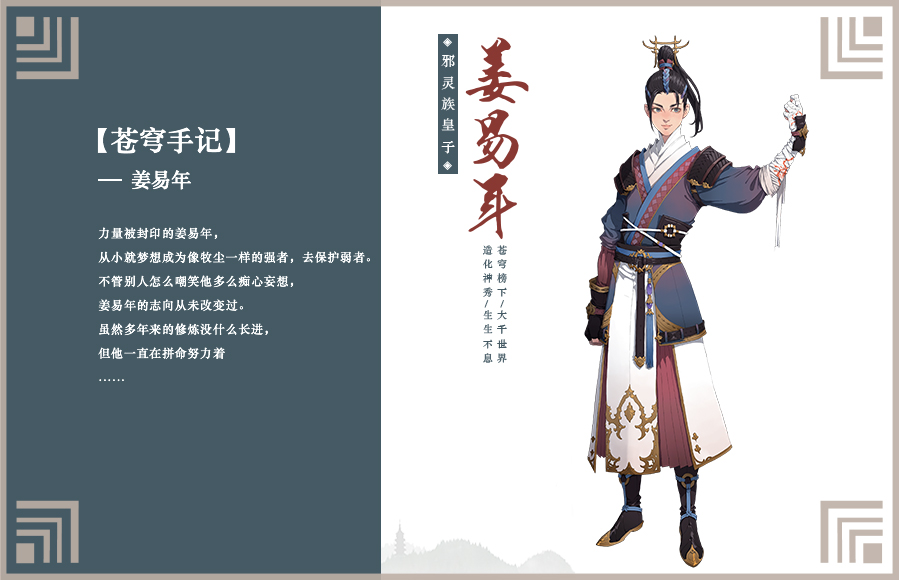 【苍穹手记】
— 姜易年
力量被封印的姜易年，
从小就梦想成为像牧尘一样的强者，去保护弱者。
不管别人怎么嘲笑他多么痴心妄想，
姜易年的志向从未改变过。
虽然多年来的修炼没什么长进，
但他一直在拼命努力着
……
邪灵族皇子
姜易年
苍穹榜下/大千世界
造化神秀/生生不息